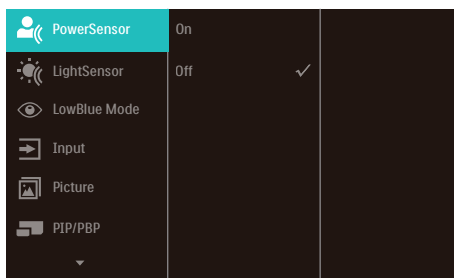 PowerSensor On
LightSensor Off
LowBlue Mode
Input
Picture
PIP/PBP